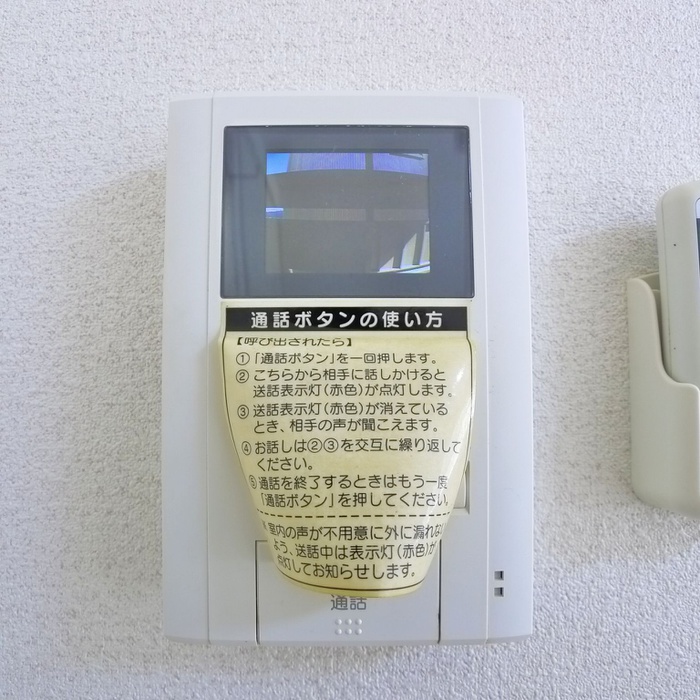 通話ボタンの使い方
【呼び出されたら】
①「通話ボタン」を一回押します。
②こちらから相手に話しかけると
送話表示灯(赤色)が点灯します。
③送話表示灯(赤色)が消えている
とき、相手の声が聞こえます。
④お話しは②③を交互に繰り返して
ください。
⑤通話を終了するときはもう一度
「通話ボタン」を押してください。
室内の声が不用意に外に漏れない
よう、送話中は表示灯(赤色)が
点灯してお知らせします。
通話